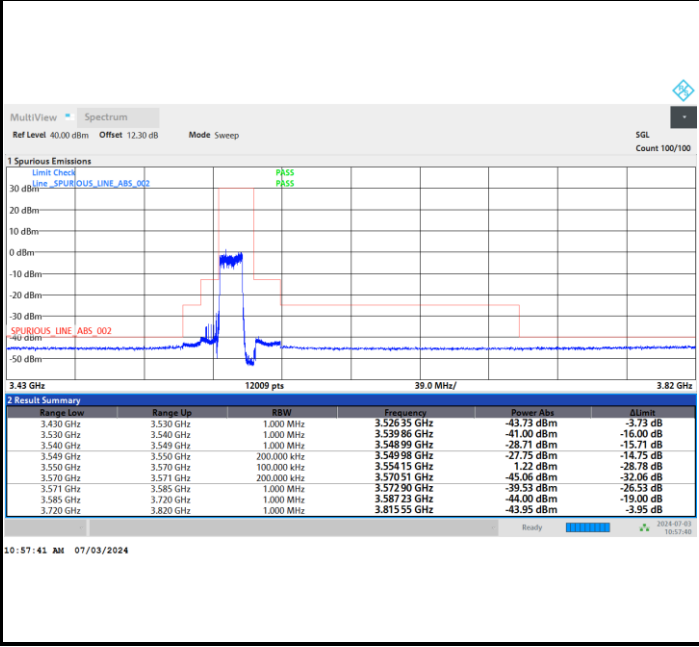 MultiView Spectrum
Ref Level 40.00 dBm Offset 12.30 dB Mode Sweep SGL
Count 100/100
1 Spurious Emissions
Limit Check PASS
Line _SPURIOUS_LINE_ABS_002 PASS
30 dBm
20 dBm
10 dBm
0 dBm
-10 dBm
-20 dBm
-30 dBm
_SPURIOUS_LINE_ABS_002
-40 dBm
-50 dBm
3.43 GHz 12009 pts 39.0 MHz/ 3.82 GHz
2 Result Summary
Range Low Range Up RBW Frequency Power Abs ΔLimit
3.430 GHz 3.530 GHz 1.000 MHz 3.526 35 GHz -43.73 dBm -3.73 dB
3.530 GHz 3.540 GHz 1.000 MHz 3.539 86 GHz -41.00 dBm -16.00 dB
3.540 GHz 3.549 GHz 1.000 MHz 3.548 99 GHz -28.71 dBm -15.71 dB
3.549 GHz 3.550 GHz 200.000 kHz 3.549 98 GHz -27.75 dBm -14.75 dB
3.550 GHz 3.570 GHz 100.000 kHz 3.554 15 GHz 1.22 dBm -28.78 dB
3.570 GHz 3.571 GHz 200.000 kHz 3.570 51 GHz -45.06 dBm -32.06 dB
3.571 GHz 3.585 GHz 1.000 MHz 3.572 90 GHz -39.53 dBm -26.53 dB
3.585 GHz 3.720 GHz 1.000 MHz 3.587 23 GHz -44.00 dBm -19.00 dB
3.720 GHz 3.820 GHz 1.000 MHz 3.815 55 GHz -43.95 dBm -3.95 dB
Ready 2024-07-03
10:57:40
10:57:41 AM 07/03/2024